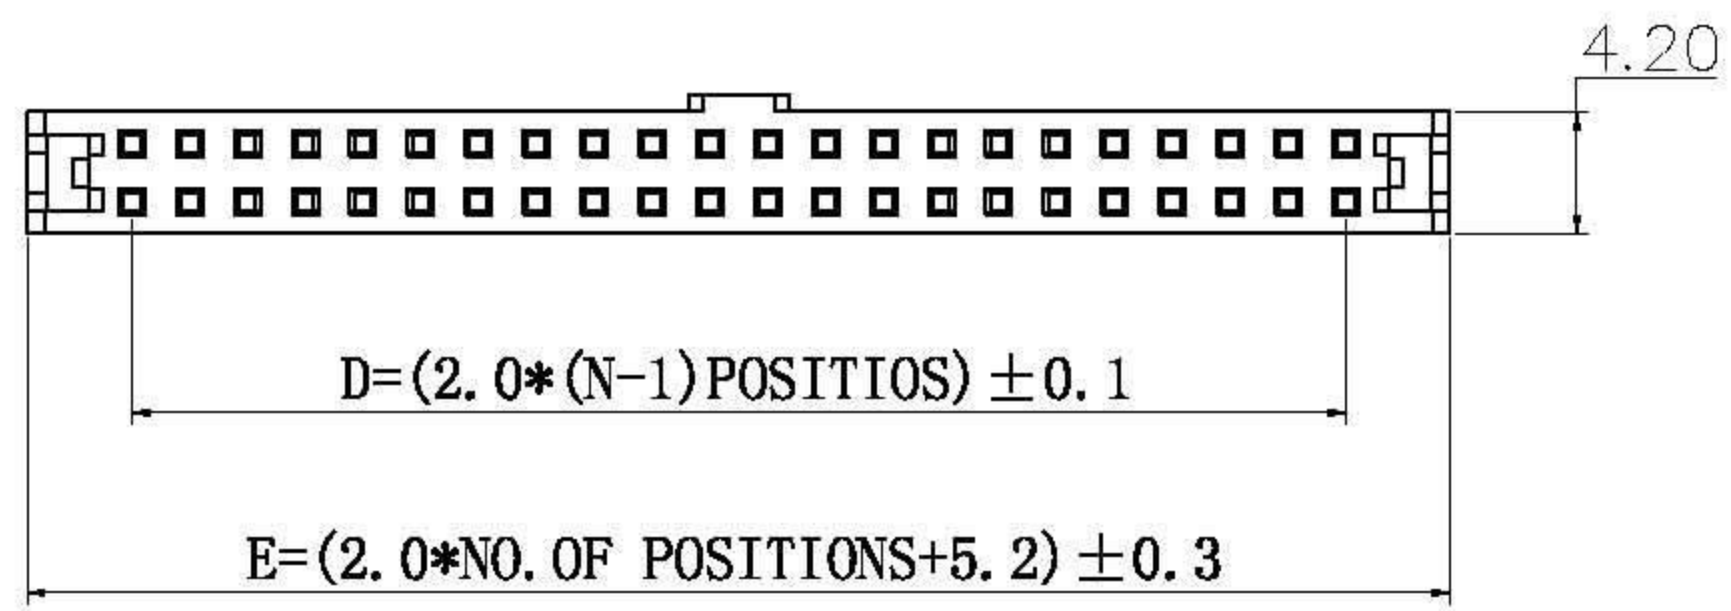 4.20
D=(2.0*(N-1)POSITIOS)±0.1
E=(2.0*NO.OF POSITIONS+5.2)±0.3